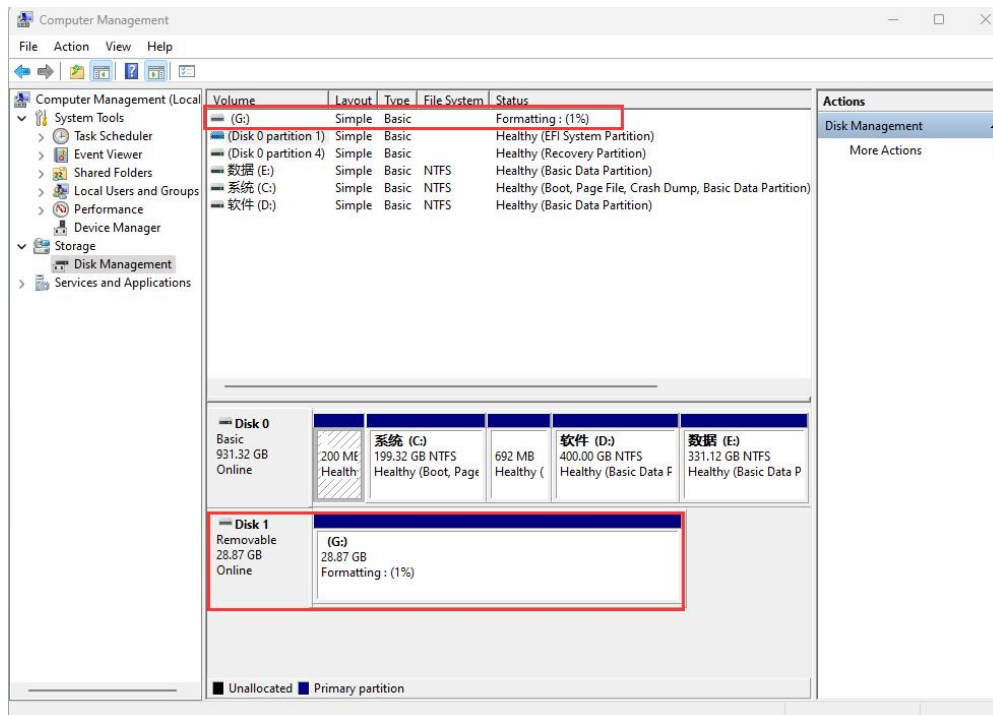 Computer Management
File Action View Help
Computer Management (Local
System Tools
Task Scheduler
Event Viewer
Shared Folders
Local Users and Groups
Performance
Device Manager
Storage
Disk Management
Services and Applications
Volume Layout Type File System Status
(G:) Simple Basic Formatting : (1%)
(Disk 0 partition 1) Simple Basic Healthy (EFI System Partition)
(Disk 0 partition 4) Simple Basic Healthy (Recovery Partition)
数据 (E:) Simple Basic NTFS Healthy (Basic Data Partition)
系统 (C:) Simple Basic NTFS Healthy (Boot, Page File, Crash Dump, Basic Data Partition)
软件 (D:) Simple Basic NTFS Healthy (Basic Data Partition)
Actions
Disk Management
More Actions
Disk 0
Basic
931.32 GB
Online
200 ME
Health
系统 (C:)
199.32 GB NTFS
Healthy (Boot, Page
692 MB
Healthy (
软件 (D:)
400.00 GB NTFS
Healthy (Basic Data F
数据 (E:)
331.12 GB NTFS
Healthy (Basic Data P
Disk 1
Removable
28.87 GB
Online
(G:)
28.87 GB
Formatting : (1%)
Unallocated Primary partition